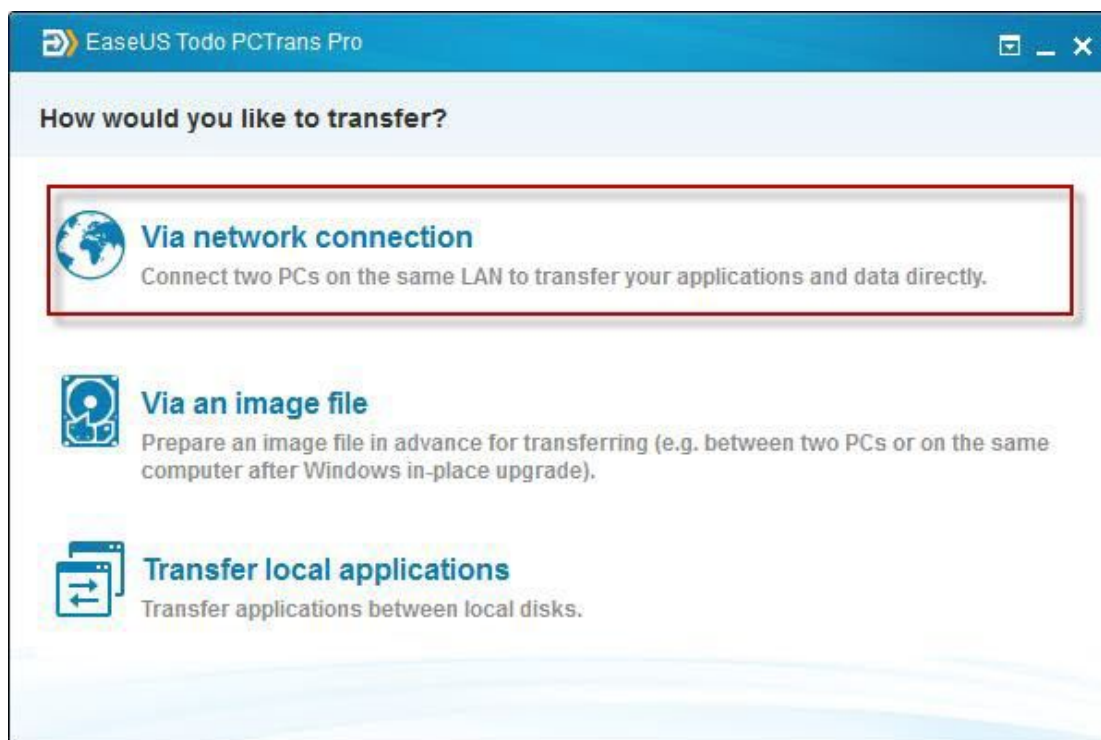 EaseUS Todo PCTrans Pro
How would you like to transfer?
Via network connection
Connect two PCs on the same LAN to transfer your applications and data directly.
Via an image file
Prepare an image file in advance for transferring (e.g. between two PCs or on the same
computer after Windows in-place upgrade).
Transfer local applications
Transfer applications between local disks.